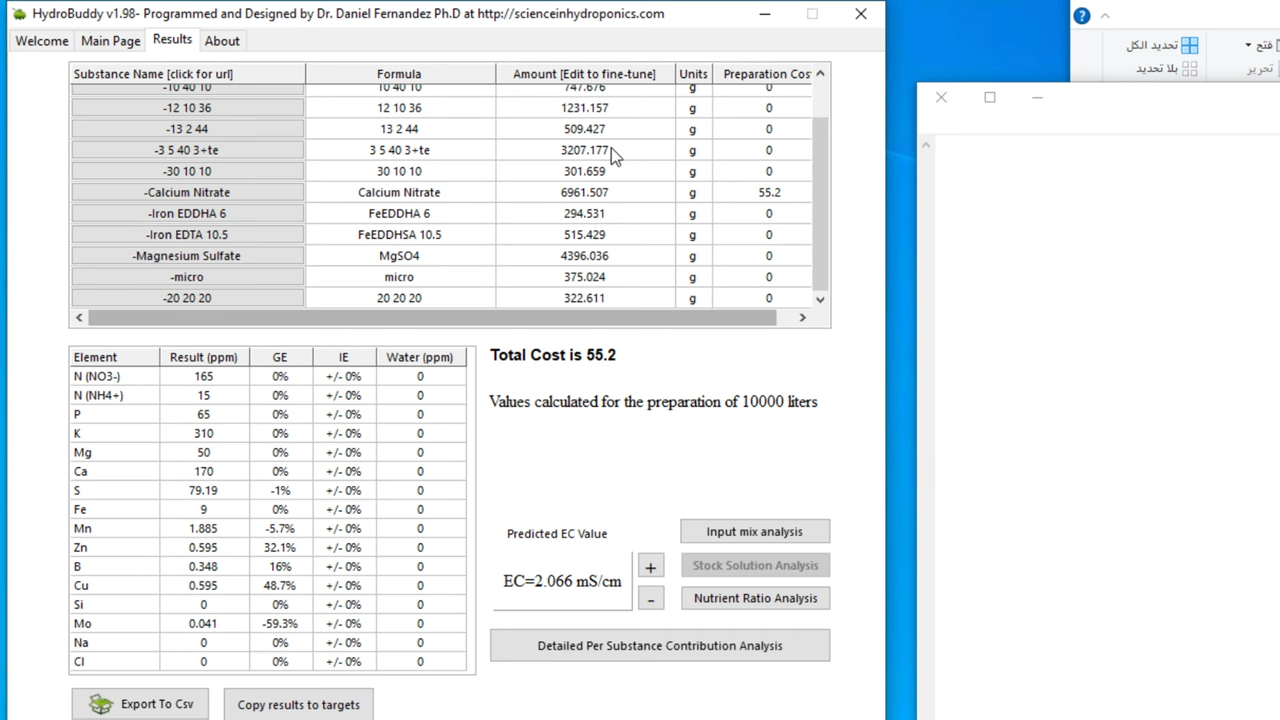 HydroBuddy v1.98- Programmed and Designed by Dr. Daniel Fernandez Ph.D at http://scienceinhydroponics.com
Welcome Main Page Results About
Substance Name [click for url] Formula Amount [Edit to fine-tune] Units Preparation Cos
-10 40 10 10 40 10 747.676 g 0
-12 10 36 12 10 36 1231.157 g 0
-13 2 44 13 2 44 509.427 g 0
-3 5 40 3+te 3 5 40 3+te 3207.177 g 0
-30 10 10 30 10 10 301.659 g 0
-Calcium Nitrate Calcium Nitrate 6961.507 g 55.2
-Iron EDDHA 6 FeEDDHA 6 294.531 g 0
-Iron EDTA 10.5 FeEDDHSA 10.5 515.429 g 0
-Magnesium Sulfate MgSO4 4396.036 g 0
-micro micro 375.024 g 0
-20 20 20 20 20 20 322.611 g 0
Element Result (ppm) GE IE Water (ppm)
N (NO3-) 165 0% +/- 0% 0
N (NH4+) 15 0% +/- 0% 0
P 65 0% +/- 0% 0
K 310 0% +/- 0% 0
Mg 50 0% +/- 0% 0
Ca 170 0% +/- 0% 0
S 79.19 -1% +/- 0% 0
Fe 9 0% +/- 0% 0
Mn 1.885 -5.7% +/- 0% 0
Zn 0.595 32.1% +/- 0% 0
B 0.348 16% +/- 0% 0
Cu 0.595 48.7% +/- 0% 0
Si 0 0% +/- 0% 0
Mo 0.041 -59.3% +/- 0% 0
Na 0 0% +/- 0% 0
Cl 0 0% +/- 0% 0
Total Cost is 55.2
Values calculated for the preparation of 10000 liters
Predicted EC Value
EC=2.066 mS/cm
+
-
Input mix analysis
Stock Solution Analysis
Nutrient Ratio Analysis
Detailed Per Substance Contribution Analysis
Export To Csv
Copy results to targets
فتح
تحرير
تحديد الكل
بلا تحديد